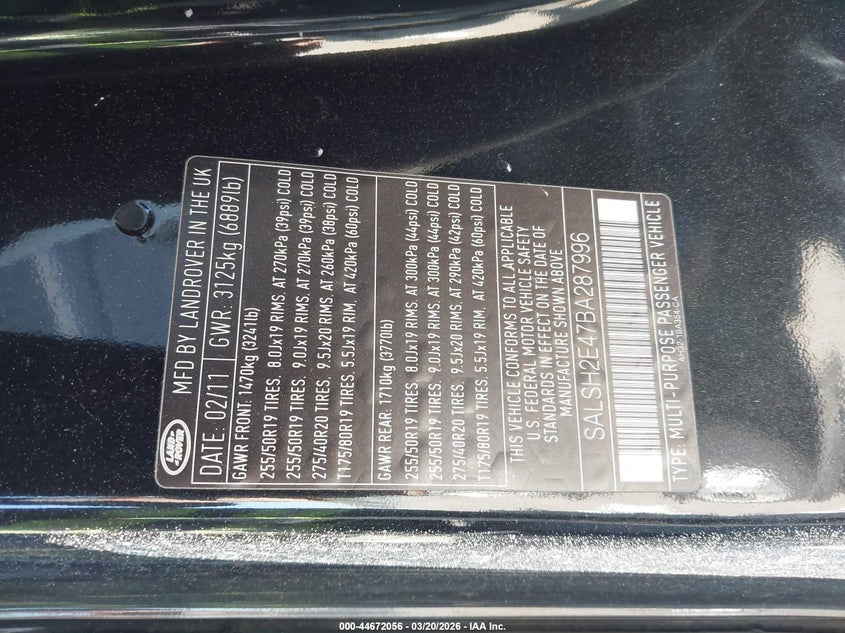 LAND-
ROVER
MFD BY LANDROVER IN THE UK
DATE: 02/11 GWR: 3125kg (6889lb)
GAWR FRONT: 1470kg (3241lb)
255/50R19 TIRES. 8.0Jx19 RIMS. AT 270kPa (39psi) COLD
255/50R19 TIRES. 9.0Jx19 RIMS. AT 270kPa (39psi) COLD
275/40R20 TIRES. 9.5Jx20 RIMS. AT 260kPa (38psi) COLD
T175/80R19 TIRES. 5.5Jx19 RIM. AT 420kPa (60psi) COLD
GAWR REAR: 1710kg (3770lb)
255/50R19 TIRES. 8.0Jx19 RIMS. AT 300kPa (44psi) COLD
255/50R19 TIRES. 9.0Jx19 RIMS. AT 300kPa (44psi) COLD
275/40R20 TIRES. 9.5Jx20 RIMS. AT 290kPa (42psi) COLD
T175/80R19 TIRES. 5.5Jx19 RIM. AT 420kPa (60psi) COLD
THIS VEHICLE CONFORMS TO ALL APPLICABLE
U.S. FEDERAL MOTOR VEHICLE SAFETY
STANDARDS IN EFFECT ON THE DATE OF
MANUFACTURE SHOWN ABOVE
SALSH2E47BA287996
TYPE: MULTI-PURPOSE PASSENGER VEHICLE
000-44672056 - 03/20/2026 - IAA Inc.